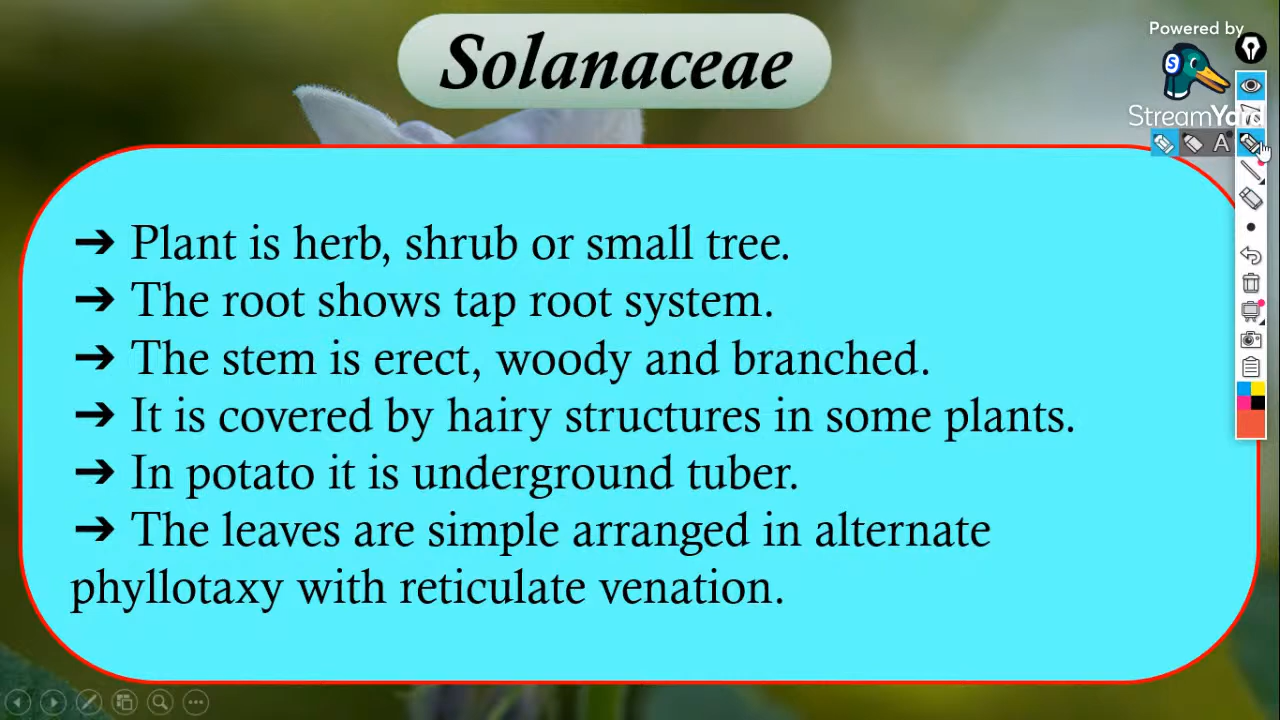 Solanaceae
Powered by
StreamYard
A
➔ Plant is herb, shrub or small tree.
➔ The root shows tap root system.
➔ The stem is erect, woody and branched.
➔ It is covered by hairy structures in some plants.
➔ In potato it is underground tuber.
➔ The leaves are simple arranged in alternate
phyllotaxy with reticulate venation.